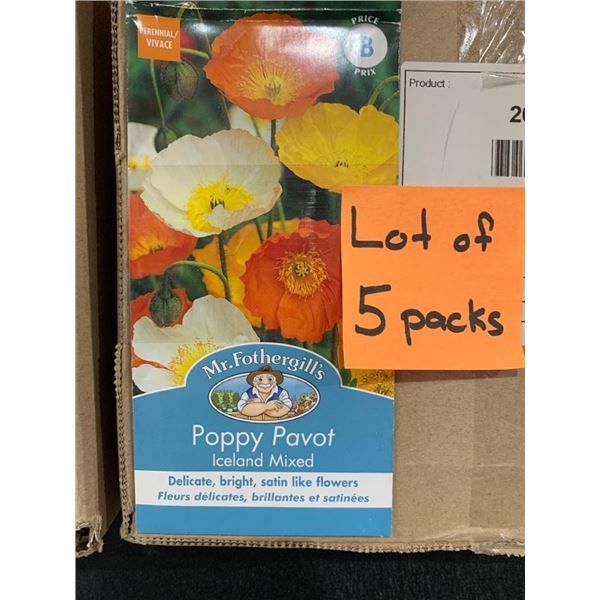 PERENNIAL/
VIVACE
PRICE
B
PRIX
Product :
20
Lot of
5 packs
Mr. Fothergill's
Poppy Pavot
Iceland Mixed
Delicate, bright, satin like flowers
Fleurs délicates, brillantes et satinées